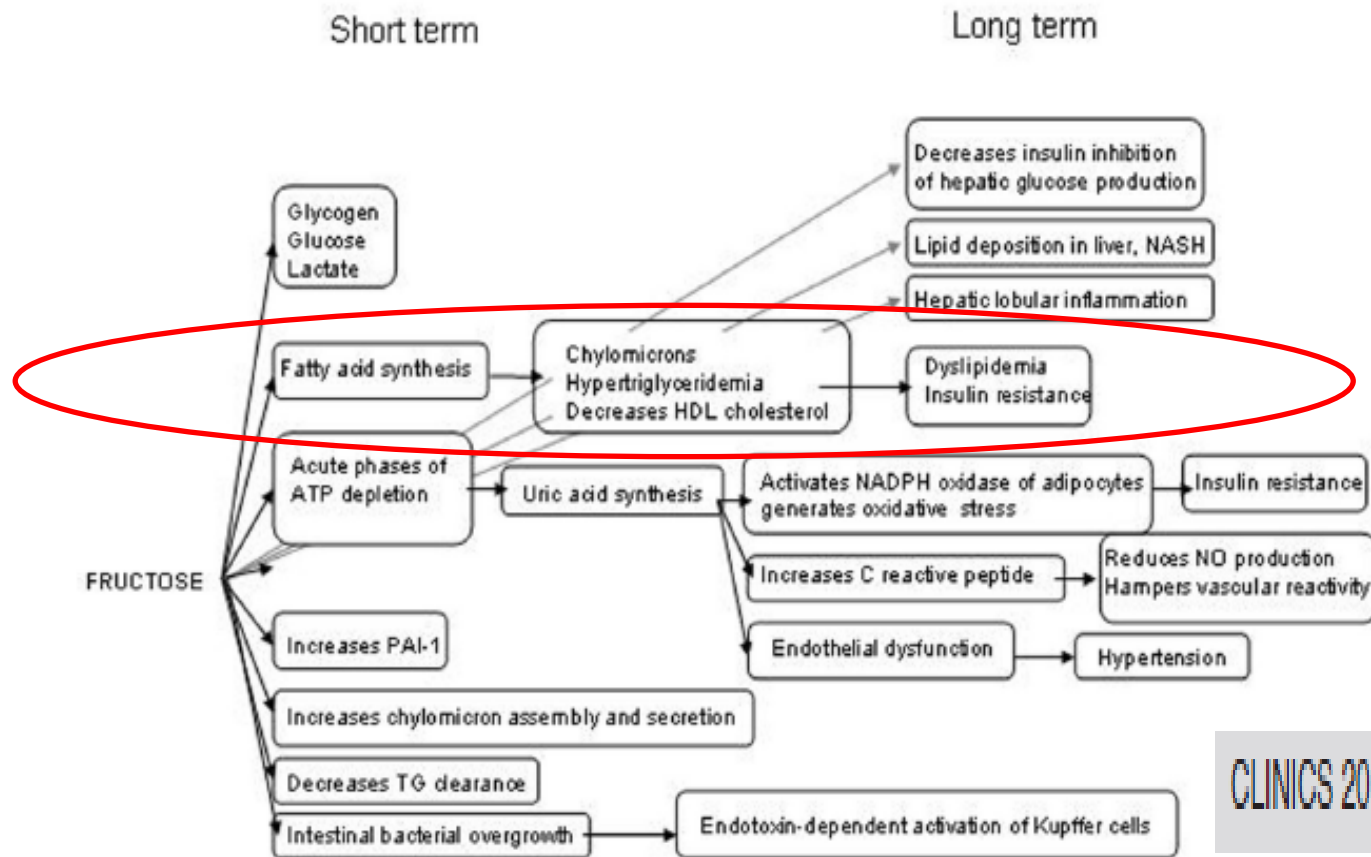 Short term
Long term
Decreases insulin inhibition
of hepatic glucose production
Glycogen
Glucose
Lactate
Lipid deposition in liver, NASH
Hepatic lobular inflammation
Fatty acid synthesis
Chylomicrons
Hypertriglyceridemia
Decreases HDL cholesterol
Dyslipidemia
Insulin resistance
Acute phases of
ATP depletion
Uric acid synthesis
Activates NADPH oxidase of adipocytes
generates oxidative stress
Insulin resistance
FRUCTOSE
Increases C reactive peptide
Reduces NO production
Hampers vascular reactivity
Increases PAI-1
Endothelial dysfunction
Hypertension
Increases chylomicron assembly and secretion
Decreases TG clearance
Intestinal bacterial overgrowth
Endotoxin-dependent activation of Kupffer cells
CLINICS 20